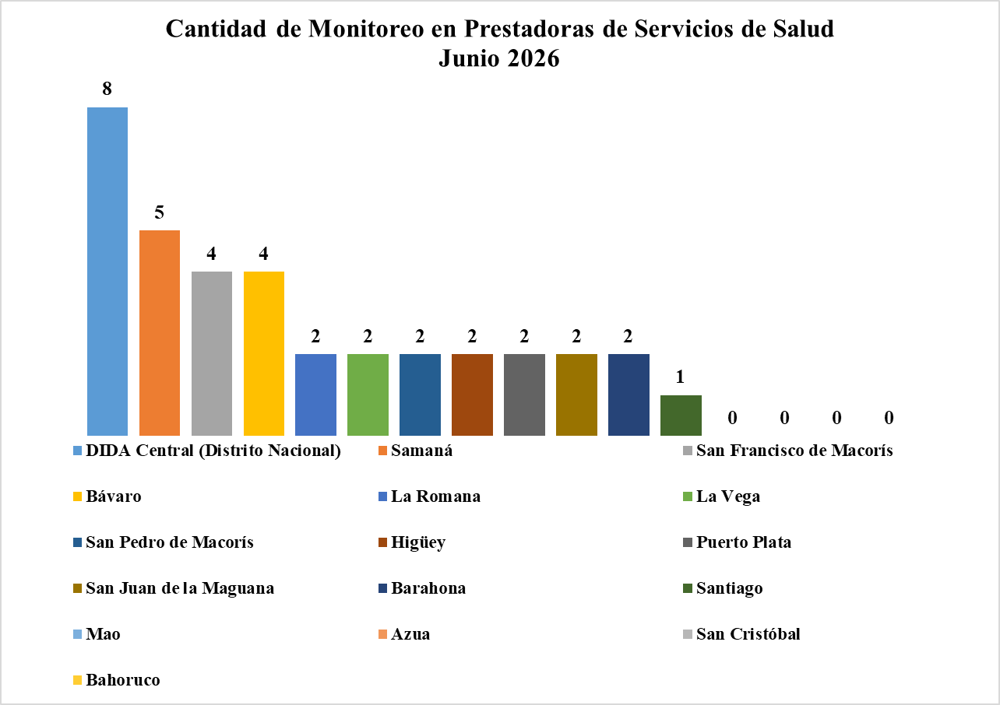 Cantidad de Monitoreo en Prestadoras de Servicios de Salud
Junio 2026
8
5
4
4
2
2
2
2
2
2
2
1
0
0
0
0
DIDA Central (Distrito Nacional)
Samaná
San Francisco de Macorís
Bávaro
La Romana
La Vega
San Pedro de Macorís
Higüey
Puerto Plata
San Juan de la Maguana
Barahona
Santiago
Mao
Azua
San Cristóbal
Bahoruco